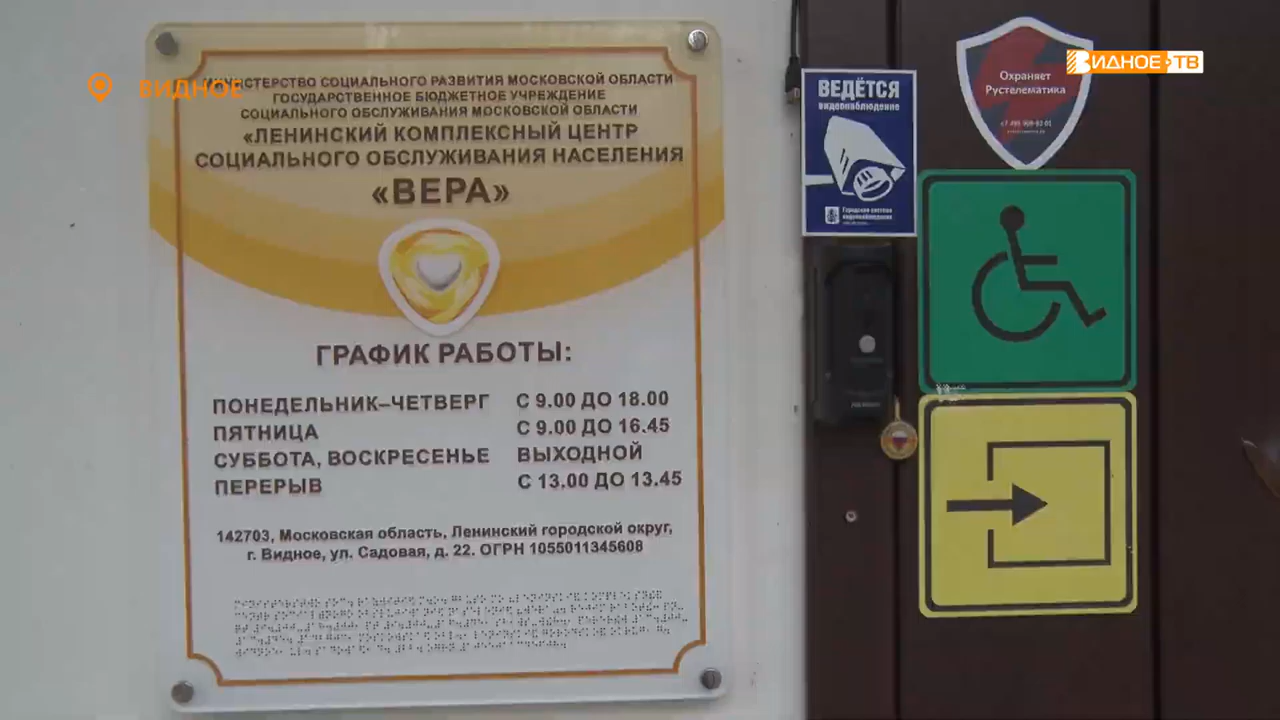 ВИДНОЕ
МИНИСТЕРСТВО СОЦИАЛЬНОГО РАЗВИТИЯ МОСКОВСКОЙ ОБЛАСТИ
ГОСУДАРСТВЕННОЕ БЮДЖЕТНОЕ УЧРЕЖДЕНИЕ
СОЦИАЛЬНОГО ОБСЛУЖИВАНИЯ МОСКОВСКОЙ ОБЛАСТИ
«ЛЕНИНСКИЙ КОМПЛЕКСНЫЙ ЦЕНТР
СОЦИАЛЬНОГО ОБСЛУЖИВАНИЯ НАСЕЛЕНИЯ
«ВЕРА»
ГРАФИК РАБОТЫ:
ПОНЕДЕЛЬНИК–ЧЕТВЕРГ С 9.00 ДО 18.00
ПЯТНИЦА С 9.00 ДО 16.45
СУББОТА, ВОСКРЕСЕНЬЕ ВЫХОДНОЙ
ПЕРЕРЫВ С 13.00 ДО 13.45
142703, Московская область, Ленинский городской округ,
г. Видное, ул. Садовая, д. 22. ОГРН 1055011345608
ВЕДЁТСЯ
видеонаблюдение
Городская система
видеонаблюдения
Охраняет
Рустелематика
ВИДНОЕ ТВ